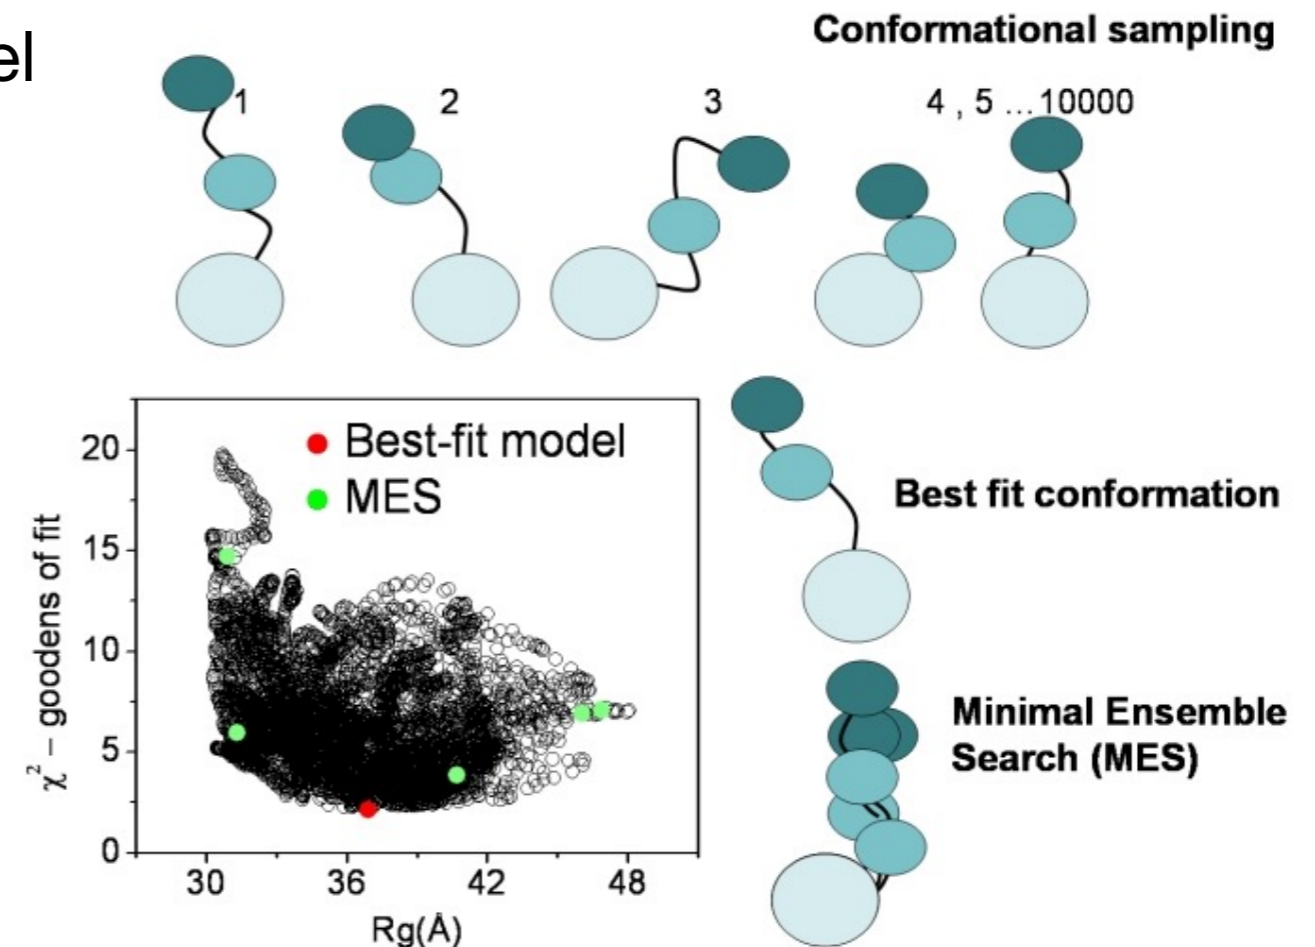 el
Conformational sampling
1
2
3
4 , 5 ... 10000
Best-fit model
MES
20
15
10
5
0
χ² – goodens of fit
30 36 42 48
Rg(Å)
Best fit conformation
Minimal Ensemble
Search (MES)